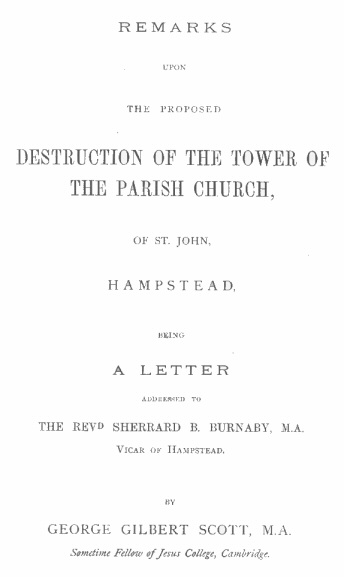 REMARKS
UPON
THE PROPOSED
DESTRUCTION OF THE TOWER OF
THE PARISH CHURCH,
OF ST. JOHN,
HAMPSTEAD,
BEING
A LETTER
ADDRESSED TO
THE REVD SHERRARD B. BURNABY, M.A.
VICAR OF HAMPSTEAD.
BY
GEORGE GILBERT SCOTT, M.A.
Sometime Fellow of Jesus College, Cambridge.